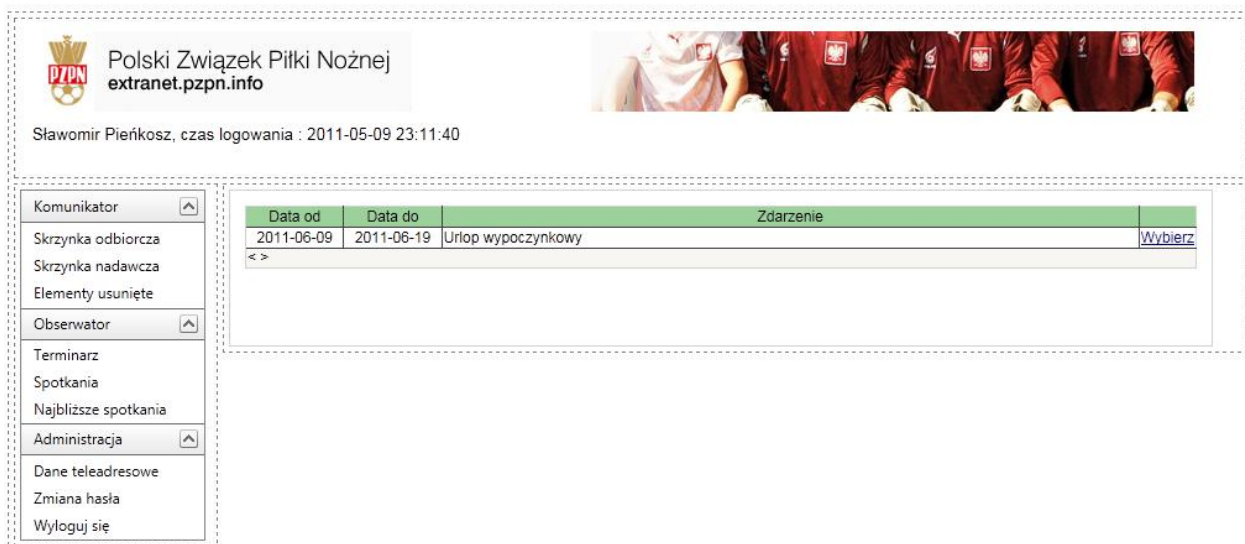 PZPN
Polski Związek Piłki Nożnej
extranet.pzpn.info
Sławomir Pieńkosz, czas logowania : 2011-05-09 23:11:40
Komunikator
Skrzynka odbiorcza
Skrzynka nadawcza
Elementy usunięte
Obserwator
Terminarz
Spotkania
Najbliższe spotkania
Administracja
Dane teleadresowe
Zmiana hasła
Wyloguj się
Data od Data do Zdarzenie
2011-06-09 2011-06-19 Urlop wypoczynkowy Wybierz
< >